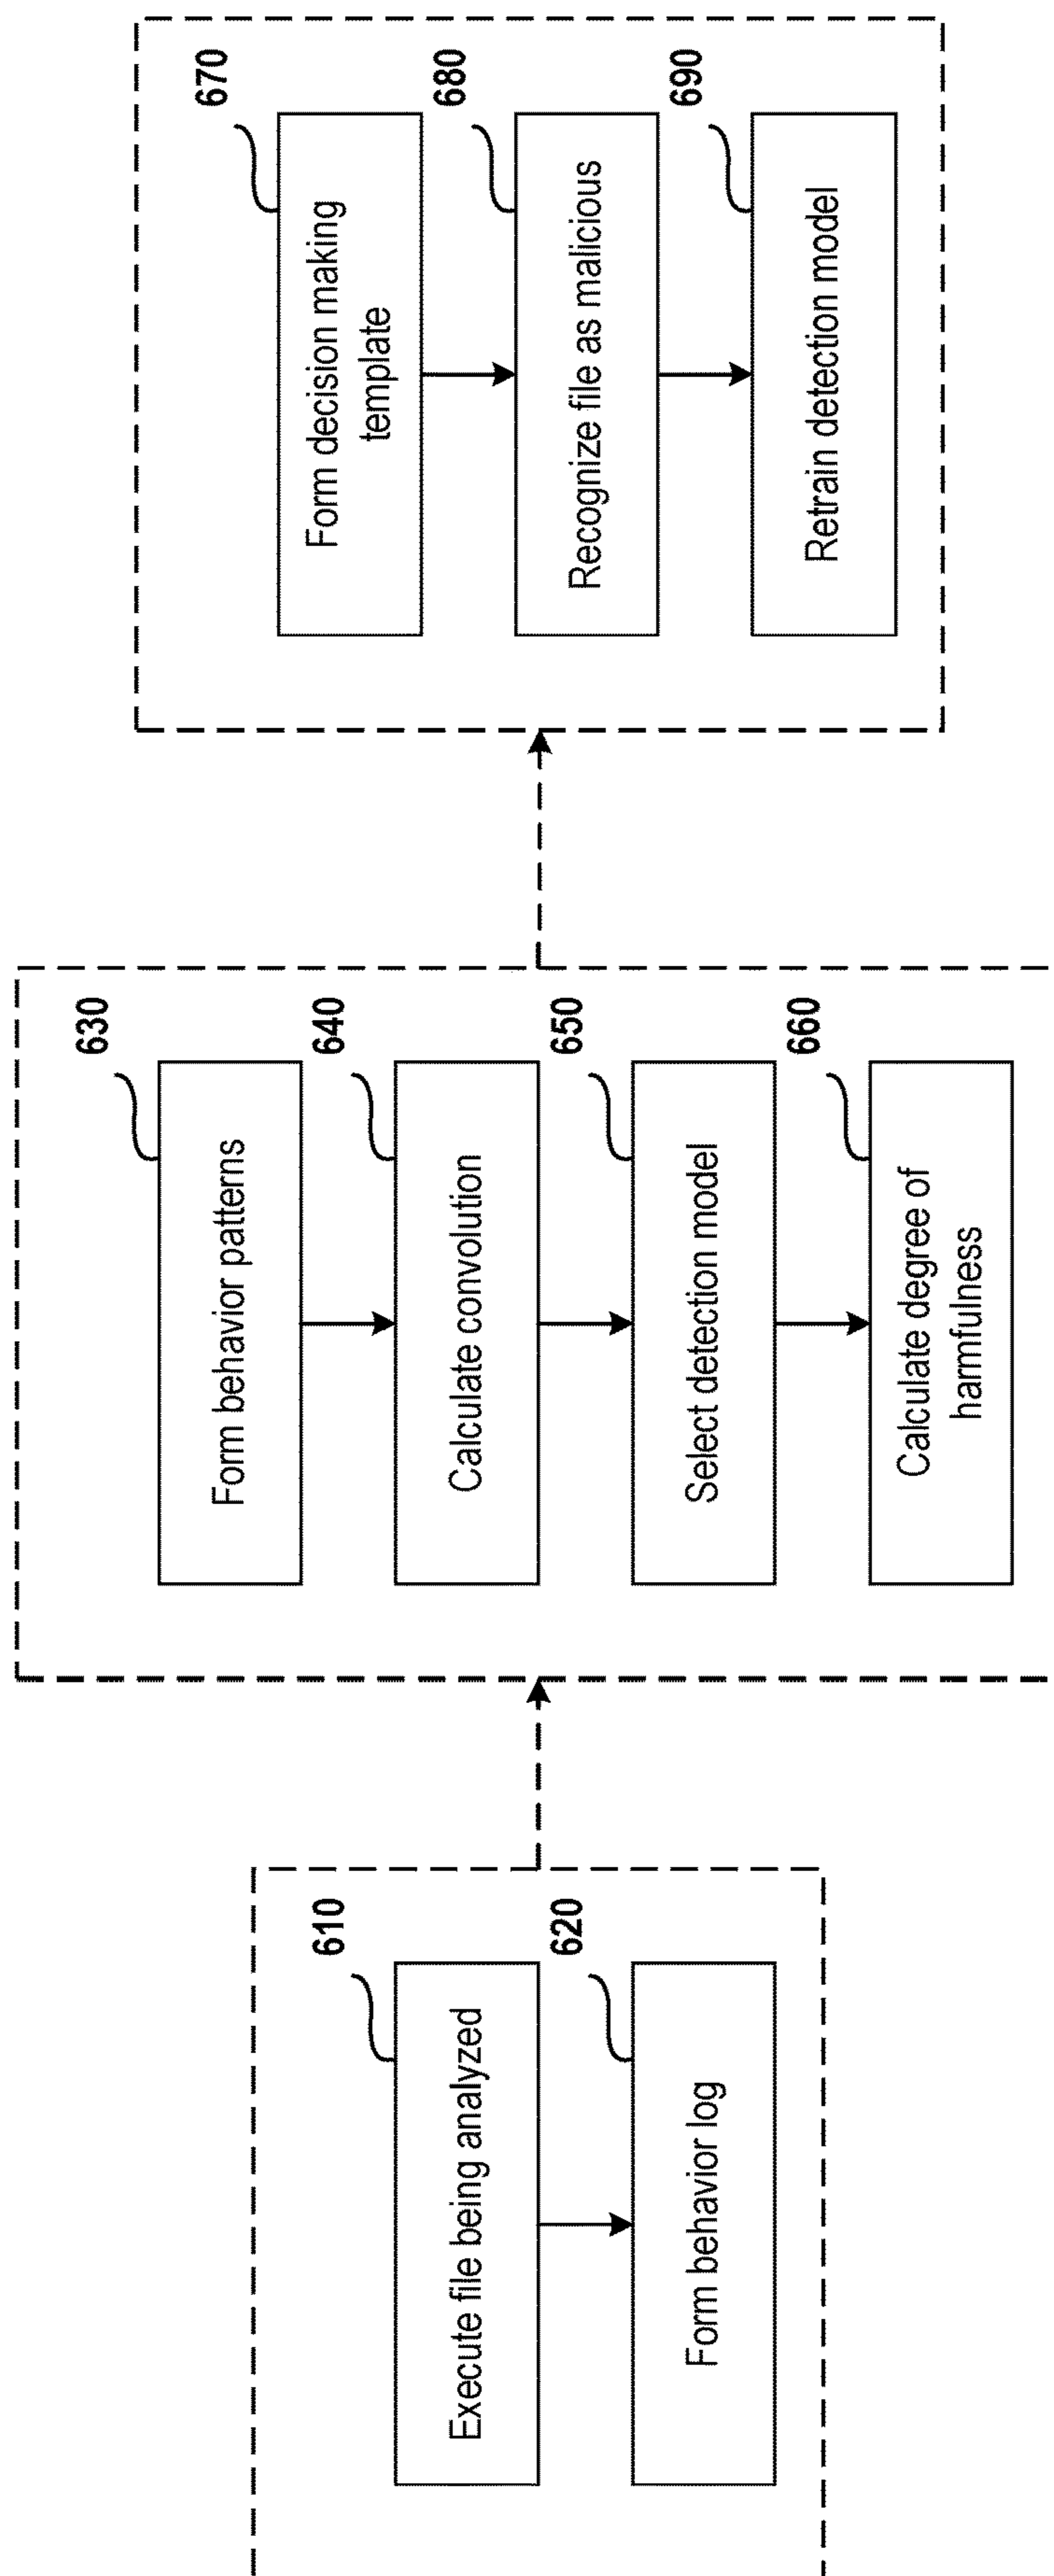 610
Execute file being analyzed
620
Form behavior log
630
Form behavior patterns
640
Calculate convolution
650
Select detection model
660
Calculate degree of
harmfulness
670
Form decision making
template
680
Recognize file as malicious
690
Retrain detection model